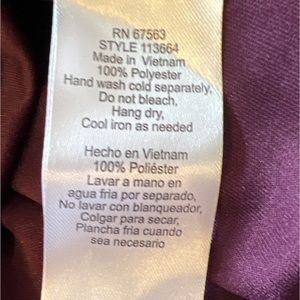 RN 67563
STYLE 113664
Made in Vietnam
100% Polyester
Hand wash cold separately,
Do not bleach,
Hang dry,
Cool iron as needed
Hecho en Vietnam
100% Poliéster
Lavar a mano en
agua fria por separado,
No lavar con blanqueador,
Colgar para secar,
Plancha fria cuando
sea necesario